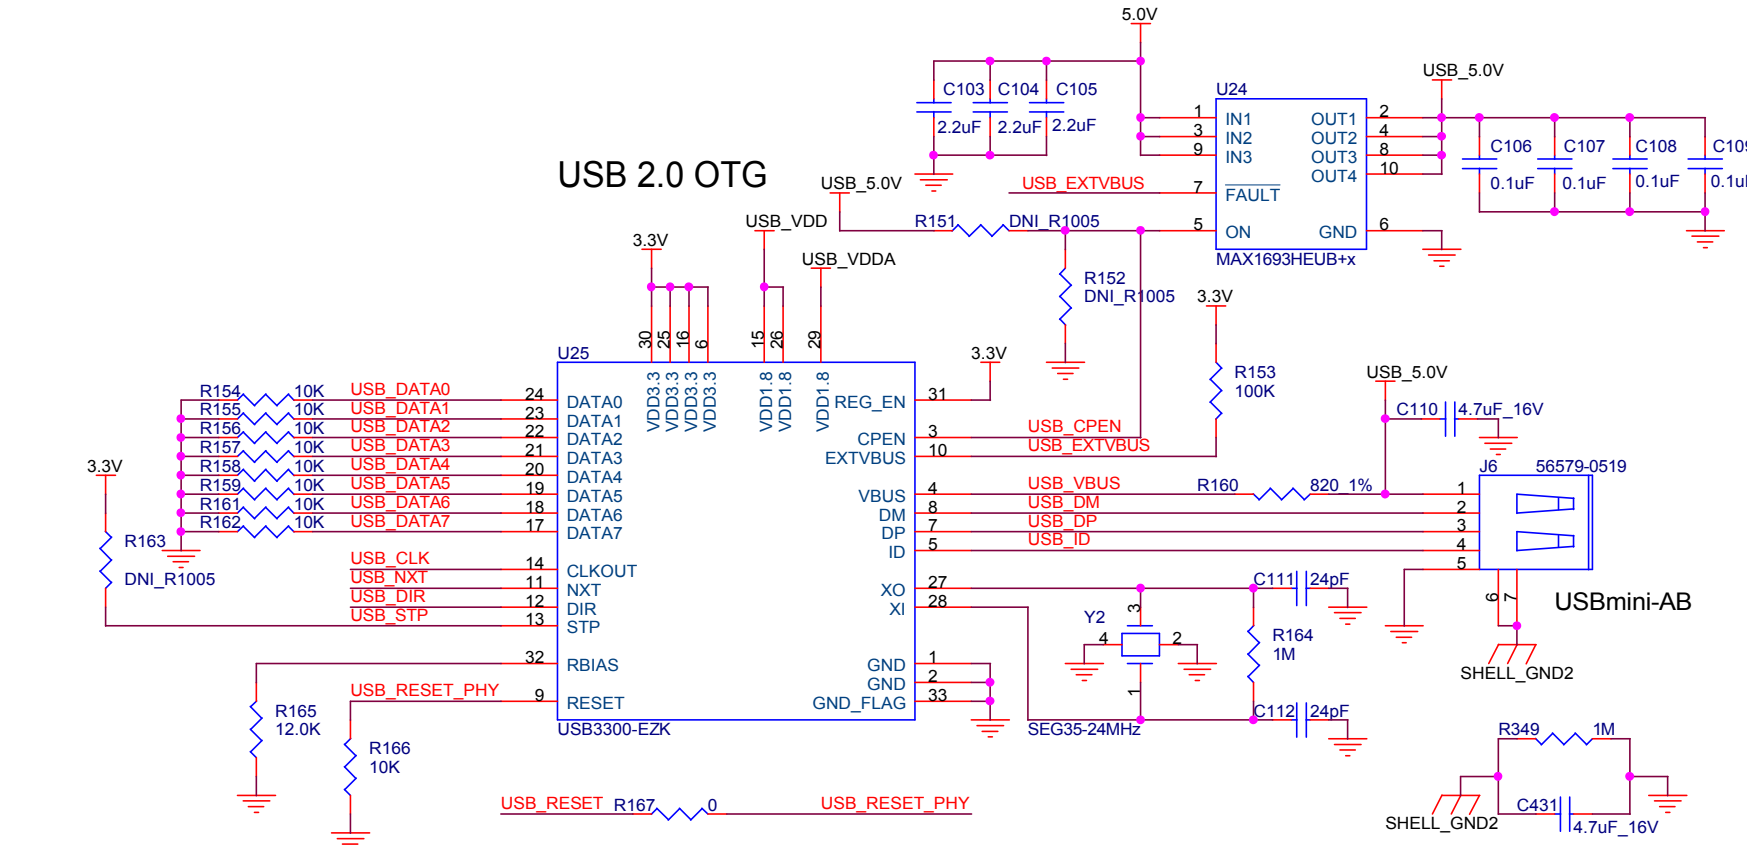 5.0V
C103 C104 C105
2.2uF 2.2uF 2.2uF
U24
USB_5.0V
1 IN1 OUT1 2
3 IN2 OUT2 4
9 IN3 OUT3 8
OUT4 10
USB_EXTVBUS 7 FAULT
5 ON GND 6
MAX1693HEUB+x
C106 C107 C108 C109
0.1uF 0.1uF 0.1uF 0.1u
USB 2.0 OTG
USB_5.0V
R151 DNI_R1005
R152
DNI_R1005
USB_VDD
3.3V
USB_VDDA
3.3V
30 25 16 6 15 26 29
U25
VDD3.3 VDD3.3 VDD3.3 VDD3.3 VDD1.8 VDD1.8 VDD1.8
3.3V
R153
100K
R154 10K USB_DATA0 24 DATA0
R155 10K USB_DATA1 23 DATA1
R156 10K USB_DATA2 22 DATA2
R157 10K USB_DATA3 21 DATA3
R158 10K USB_DATA4 20 DATA4
R159 10K USB_DATA5 19 DATA5
R161 10K USB_DATA6 18 DATA6
R162 10K USB_DATA7 17 DATA7
3.3V
R163
DNI_R1005
USB_CLK 14 CLKOUT
USB_NXT 11 NXT
USB_DIR 12 DIR
USB_STP 13 STP
32 RBIAS
USB_RESET_PHY 9 RESET
R165
12.0K
R166
10K
USB3300-EZK
REG_EN 31
CPEN 3 USB_CPEN
EXTVBUS 10 USB_EXTVBUS
VBUS 4 USB_VBUS R160 820_1%
DM 8 USB_DM
DP 7 USB_DP
ID 5 USB_ID
XO 27
XI 28
GND 1
GND 2
GND_FLAG 33
USB_5.0V
C110 4.7uF_16V
J6 56579-0519
1
2
3
4
5
6 7
USBmini-AB
SHELL_GND2
C111 24pF
Y2 3
4 2
1
R164
1M
C112 24pF
SEG35-24MHz
R349 1M
C431
4.7uF_16V
SHELL_GND2
USB_RESET R167 0 USB_RESET_PHY